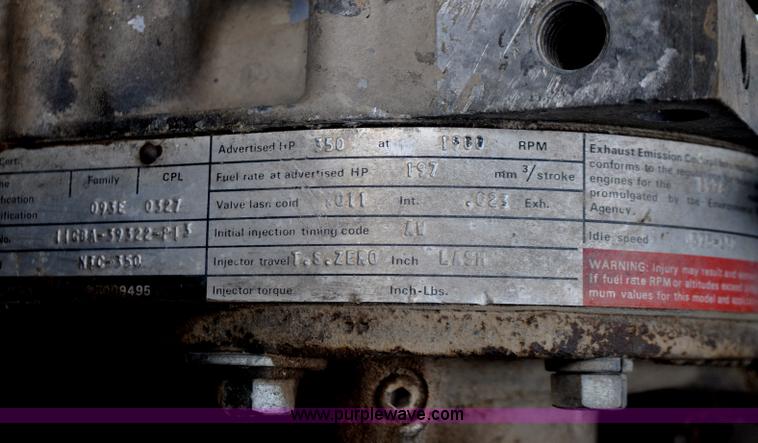 Cert.
Family CPL
093E 0327
No. 11GBA-39322-P13
NFC-350
Advertised HP 350 at RPM
Fuel rate at advertised HP 197 mm 3/stroke
Valve lash cold .011 Int. .023 Exh.
Initial injection timing code AW
Injector travel T.S.ZERO Inch LASH
Injector torque Inch-Lbs.
Exhaust Emission
conforms to the
engines for the
promulgated by the
Agency.
Idle speed
WARNING: Injury may result and
if fuel rate RPM or altitudes exceed
mum values for this model and
www.purplewave.com